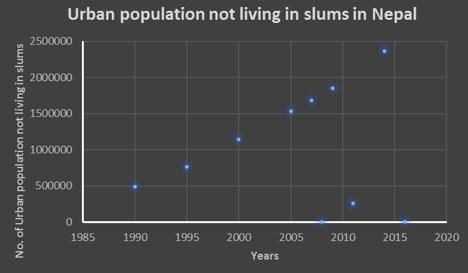 Urban population not living in slums in Nepal
No. of Urban population not living in slums
2500000
2000000
1500000
1000000
500000
0
1985 1990 1995 2000 2005 2010 2015 2020
Years